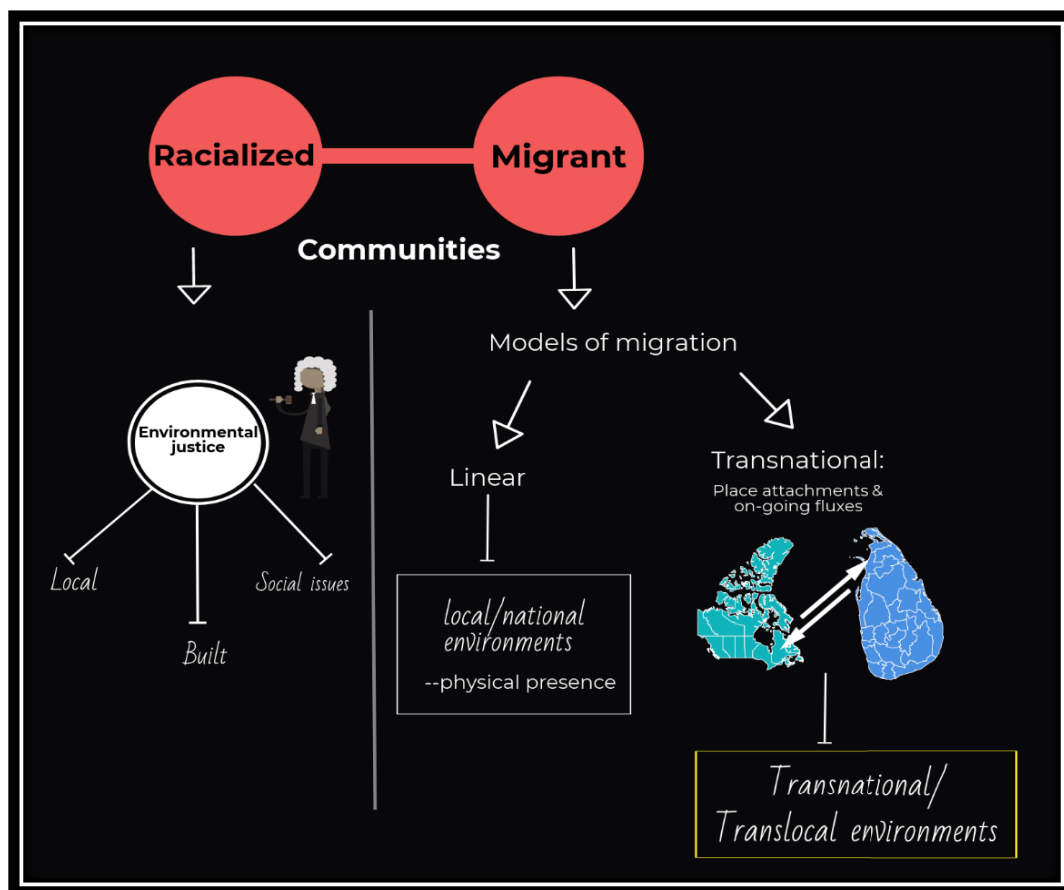 Racialized
Migrant
Communities
Environmental
justice
Local
Built
Social issues
Models of migration
Linear
local/national
environments
--physical presence
Transnational:
Place attachments &
on-going fluxes
Transnational/
Translocal environments